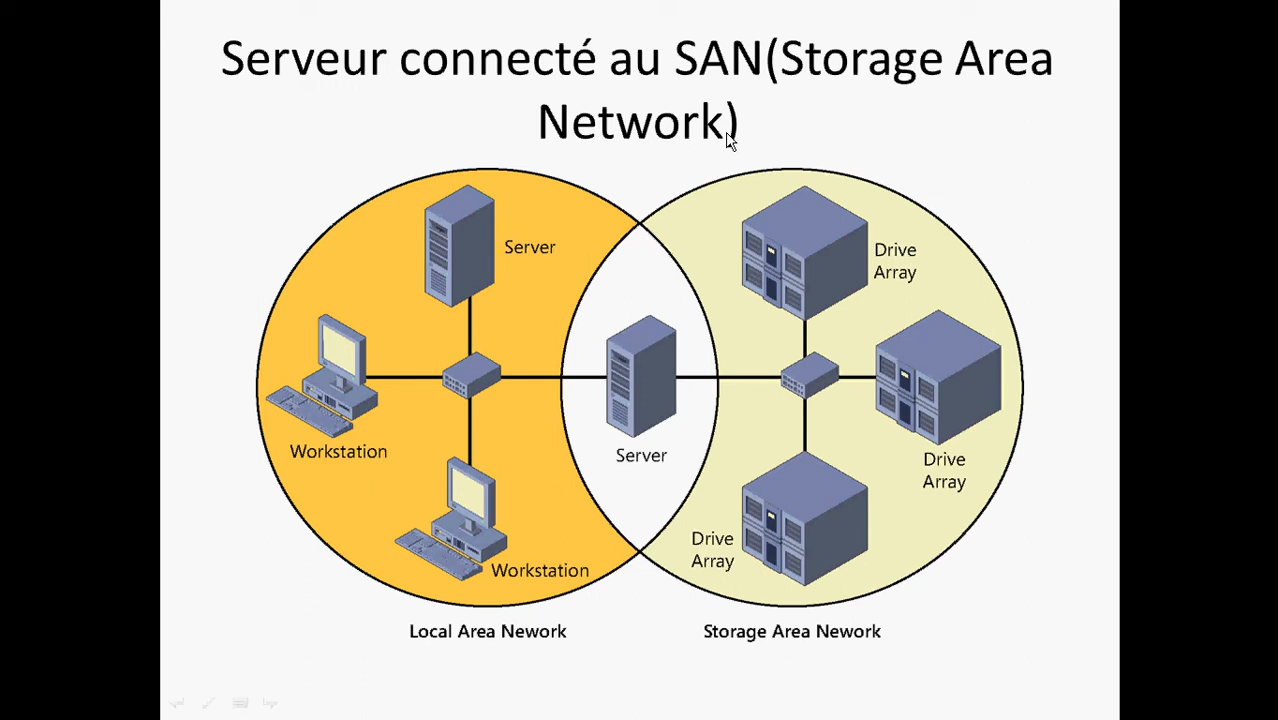 Serveur connecté au SAN(Storage Area
Network)
Server
Drive
Array
Workstation
Server
Drive
Array
Drive
Array
Workstation
Local Area Nework
Storage Area Nework